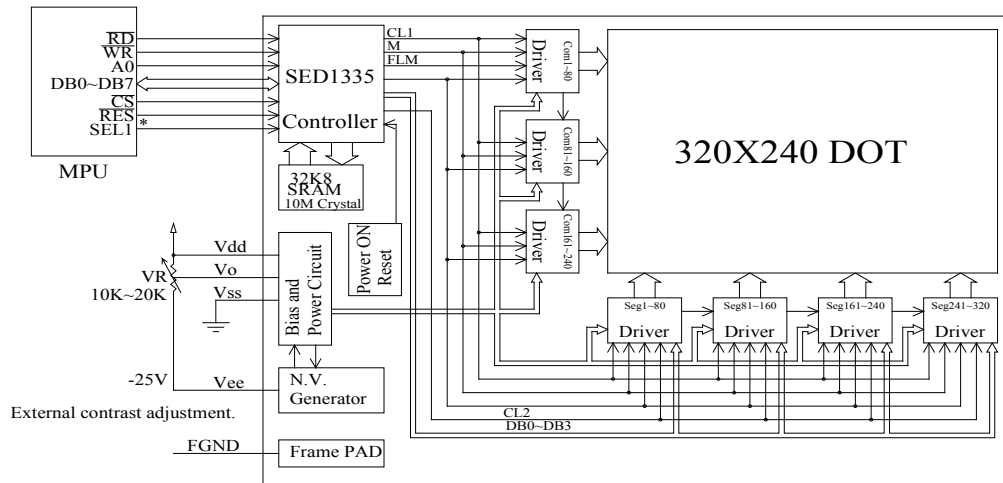 RD
WR
A0
DB0~DB7
CS
RES
SEL1 *
MPU
SED1335
Controller
32K8
SRAM
10M Crystal
Power ON
Reset
CL1
M
FLM
Driver
Com1~80
Driver
Com81~160
Driver
Com161~240
320X240 DOT
Vdd
VR
Vo
10K~20K
Vss
Bias and
Power Circuit
-25V
Vee
N.V.
Generator
External contrast adjustment.
FGND
Frame PAD
Seg1~80
Driver
Seg81~160
Driver
Seg161~240
Driver
Seg241~320
Driver
CL2
DB0~DB3